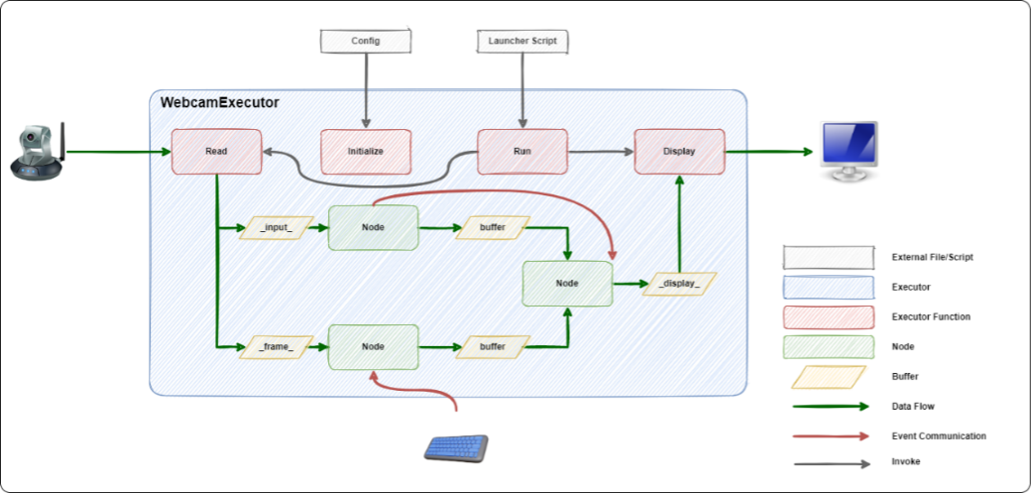 Config
Launcher Script
WebcamExecutor
Read
Initialize
Run
Display
_input_
Node
buffer
Node
_display_
_frame_
Node
buffer
External File/Script
Executor
Executor Function
Node
Buffer
Data Flow
Event Communication
Invoke